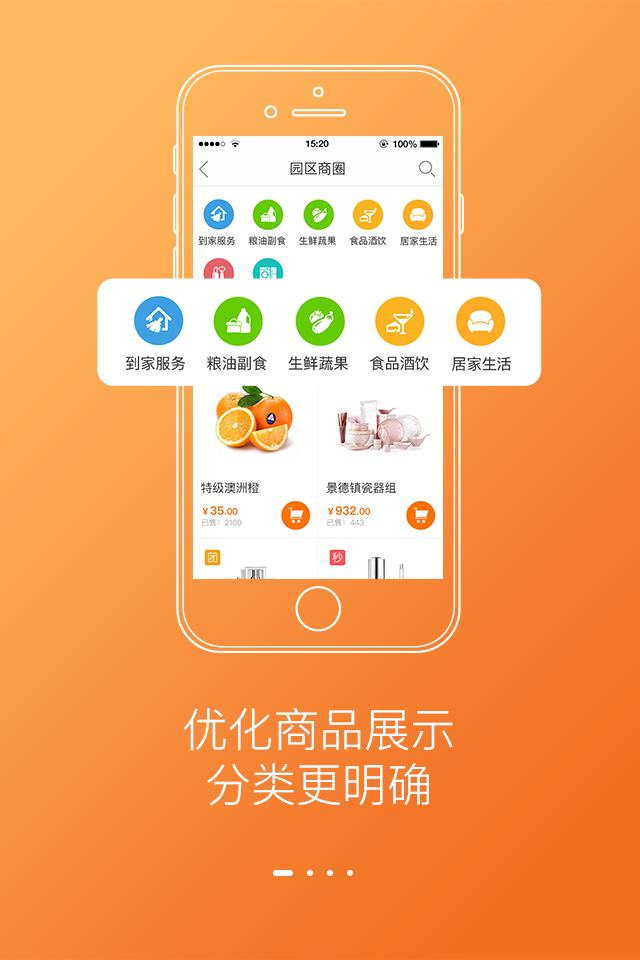 15:20
100%
园区商圈
到家服务 粮油副食 生鲜蔬果 食品酒饮 居家生活
到家服务 粮油副食 生鲜蔬果 食品酒饮 居家生活
特级澳洲橙
¥35.00
已售：2100
景德镇瓷器组
¥932.00
已售：443
团
秒
优化商品展示
分类更明确